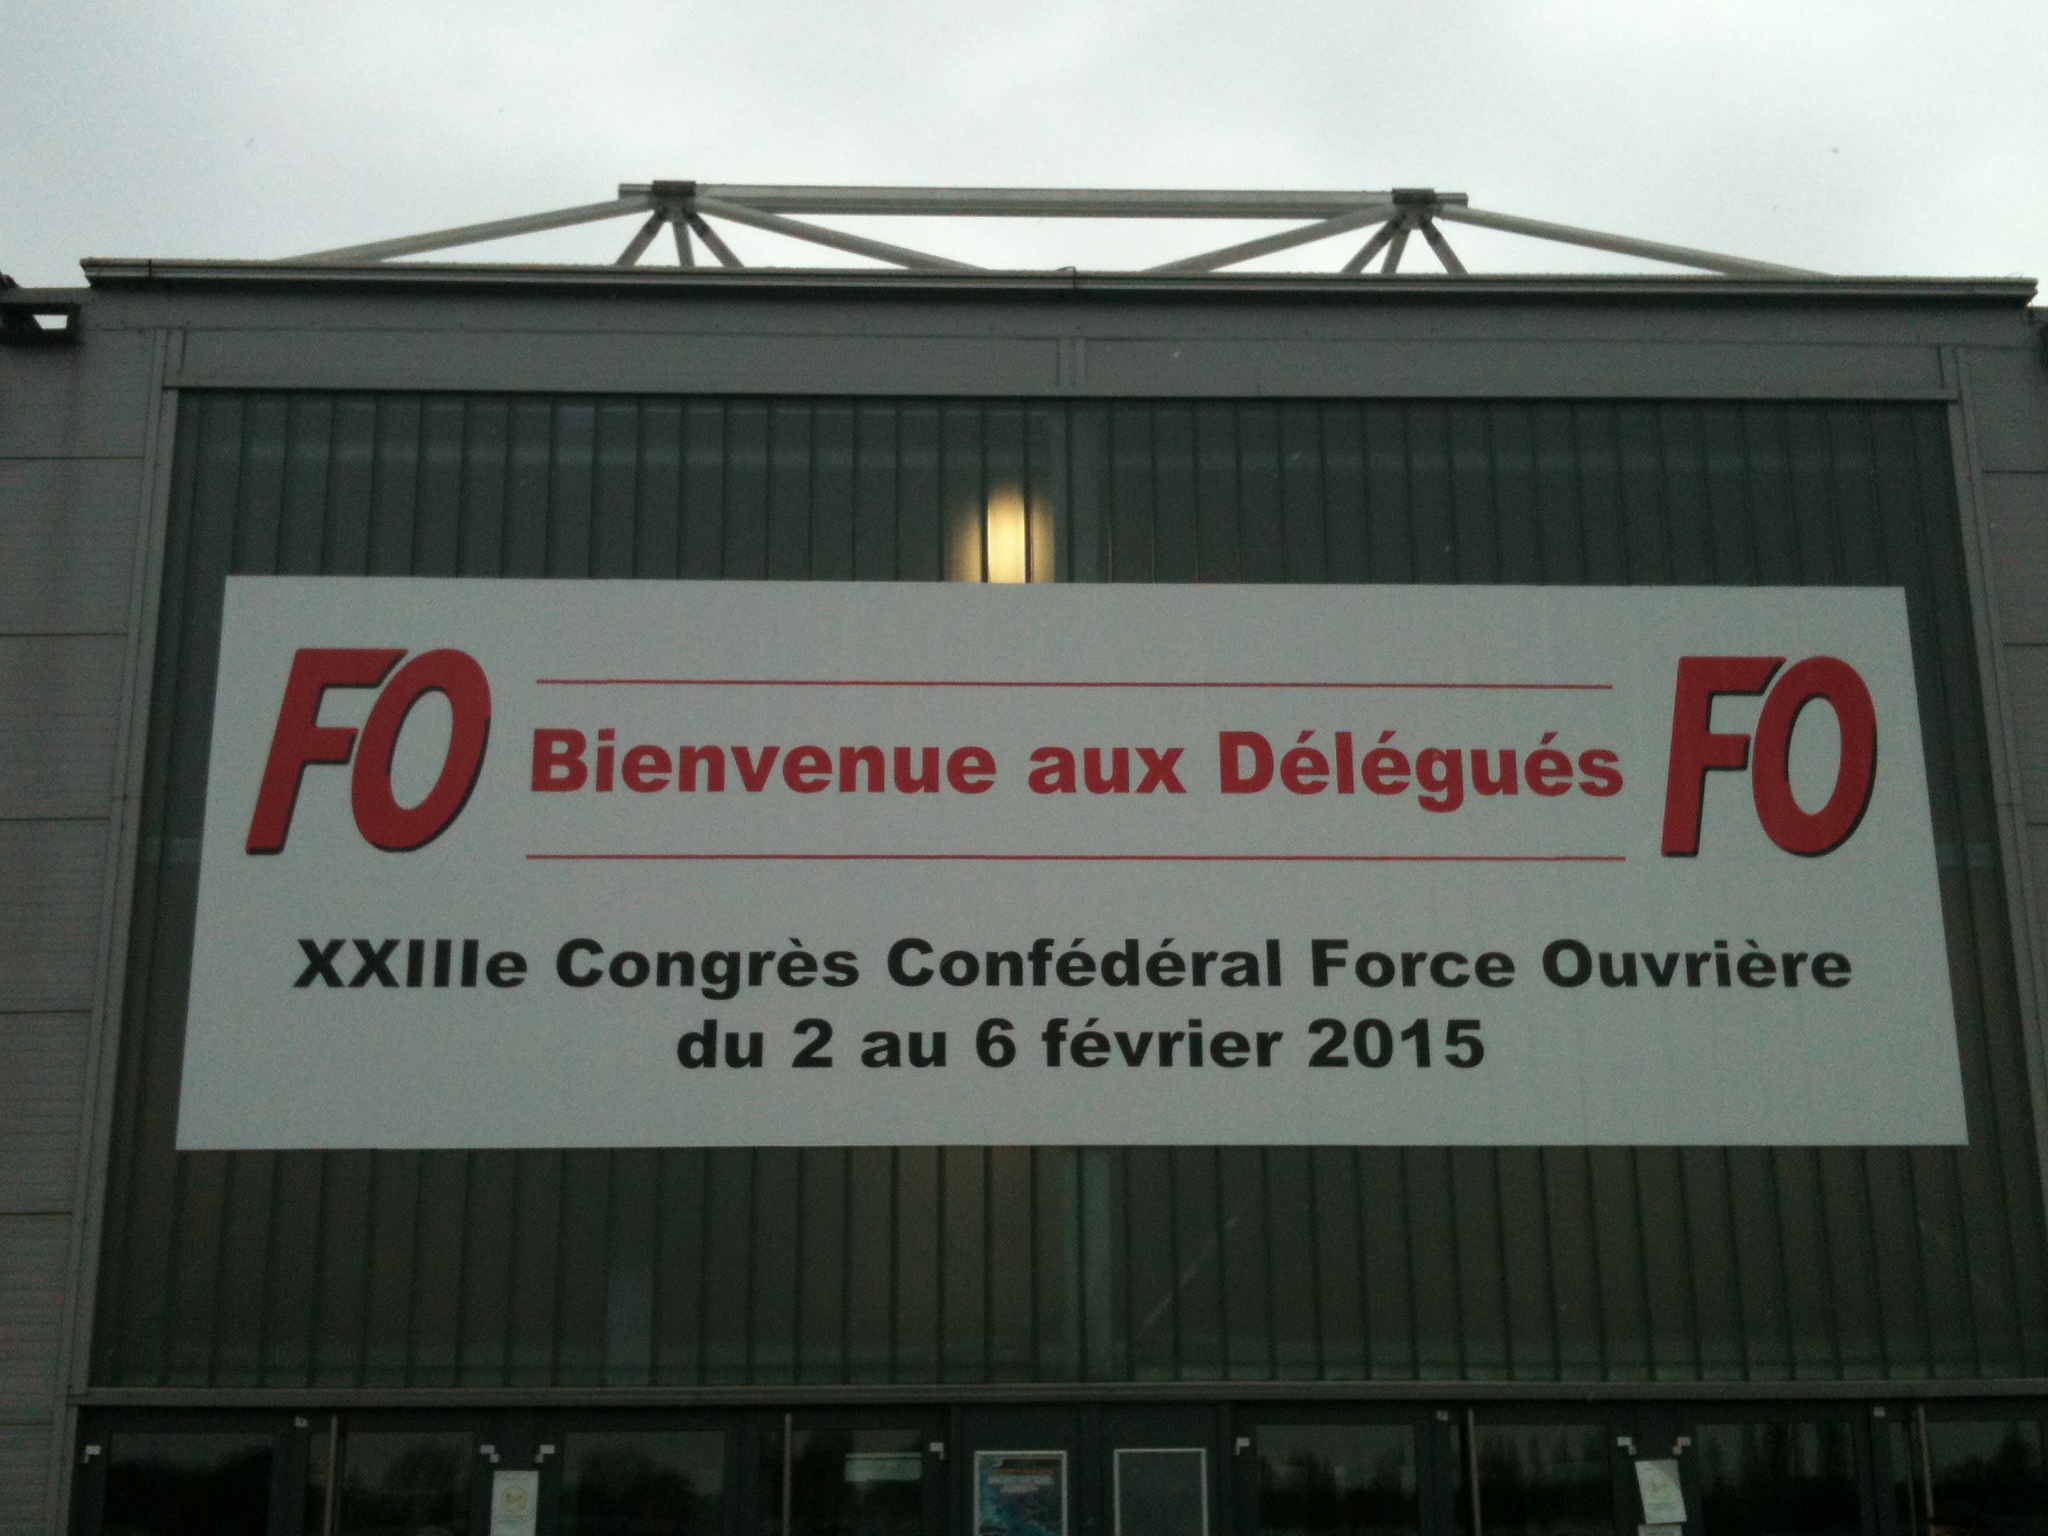 FO Bienvenue aux Délégués FO
XXIIIe Congrès Confédéral Force Ouvrière
du 2 au 6 février 2015